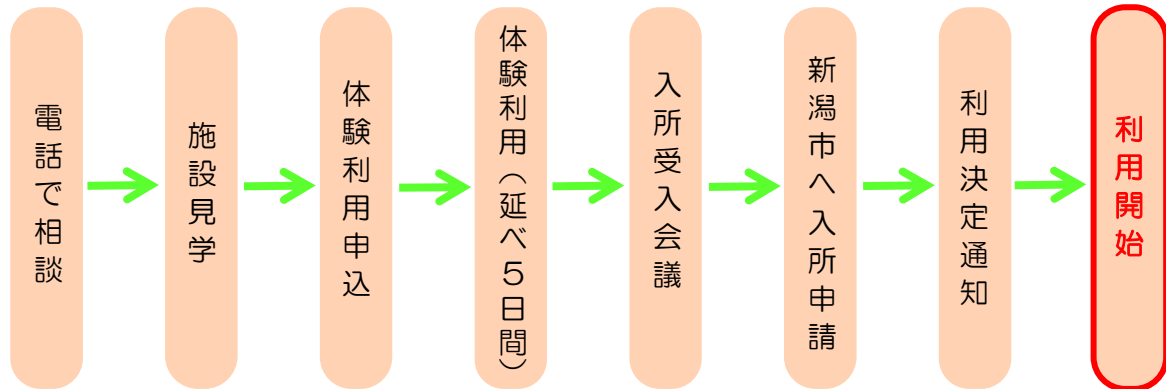 電話で相談
施設見学
体験利用申込
体験利用（延べ５日間）
入所受入会議
新潟市へ入所申請
利用決定通知
利用開始